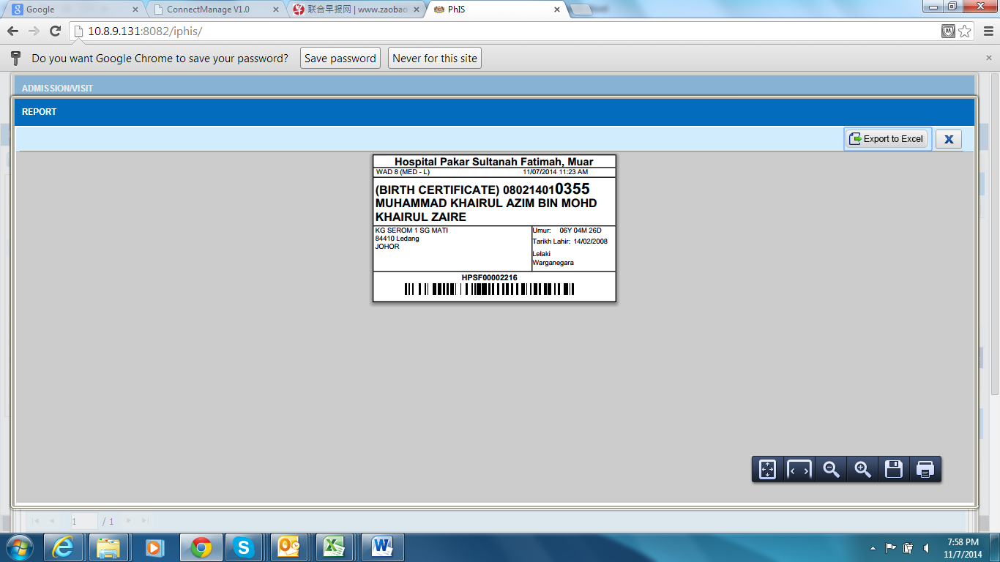 Google
ConnectManage V1.0
联合早报网 | www.zaobao
PhIS
10.8.9.131:8082/iphis/
Do you want Google Chrome to save your password?
Save password
Never for this site
ADMISSION/VISIT
REPORT
Export to Excel
X
Hospital Pakar Sultanah Fatimah, Muar
WAD 8 (MED - L) 11/07/2014 11:23 AM
(BIRTH CERTIFICATE) 080214010355
MUHAMMAD KHAIRUL AZIM BIN MOHD
KHAIRUL ZAIRE
KG SEROM 1 SG MATI
84410 Ledang
JOHOR
Umur: 06Y 04M 26D
Tarikh Lahir: 14/02/2008
Lelaki
Warganegara
HPSF00002216
1 / 1
7:58 PM
11/7/2014